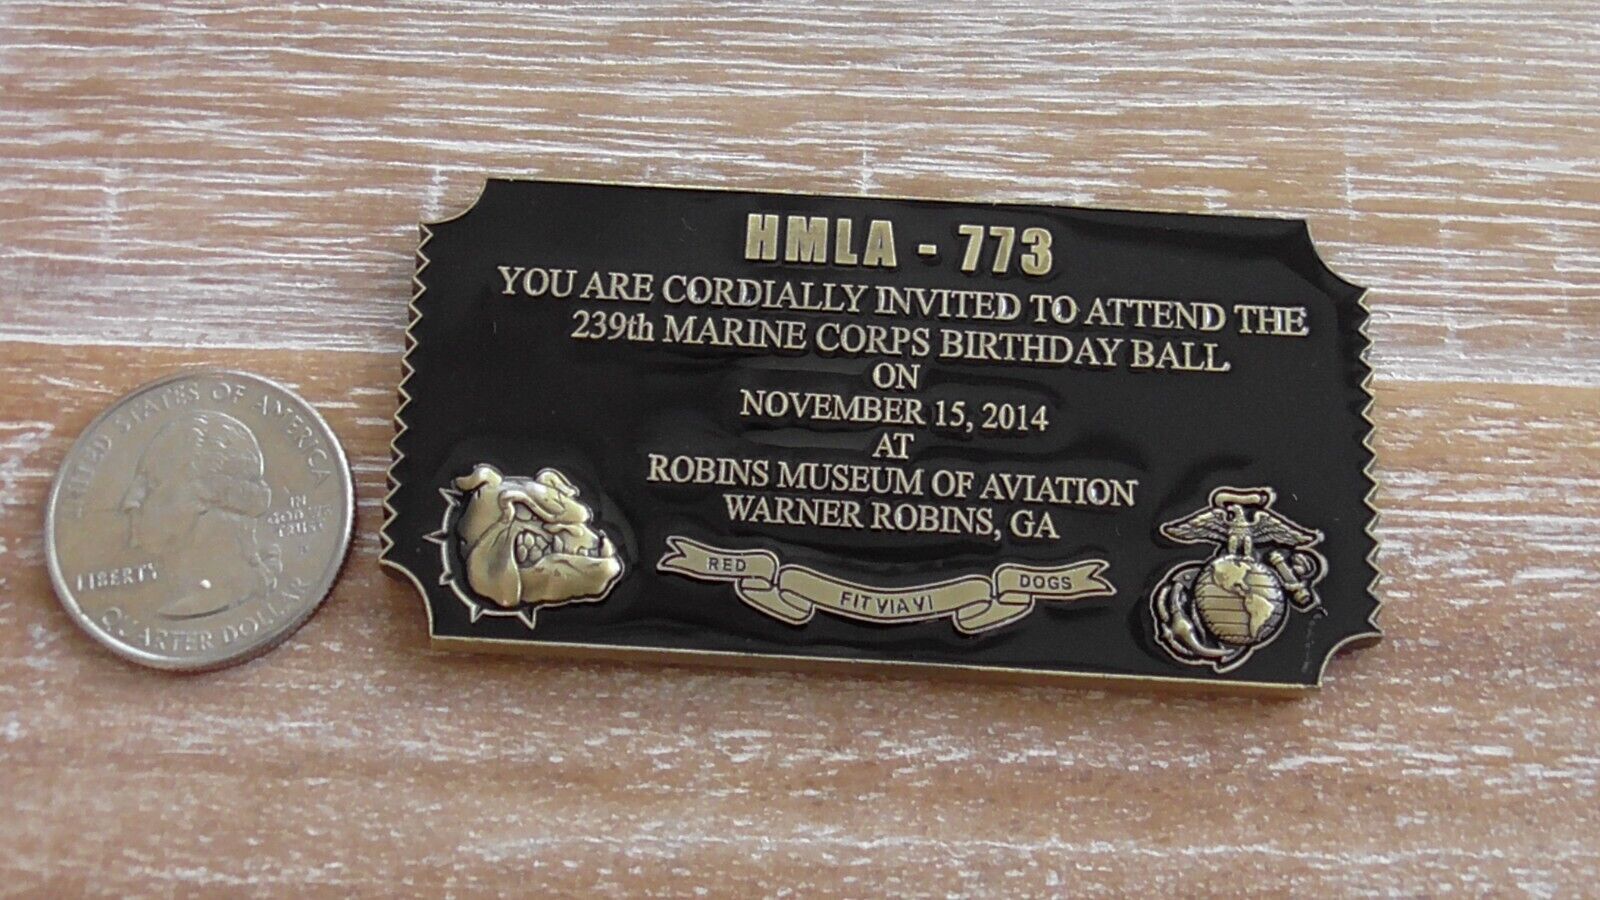 HMLA - 773
YOU ARE CORDIALLY INVITED TO ATTEND THE
239th MARINE CORPS BIRTHDAY BALL
ON
NOVEMBER 15, 2014
AT
ROBINS MUSEUM OF AVIATION
WARNER ROBINS, GA
RED
FIT VIA VI
DOGS
UNITED STATES OF AMERICA
LIBERTY
IN
GOD WE
TRUST
QUARTER DOLLAR